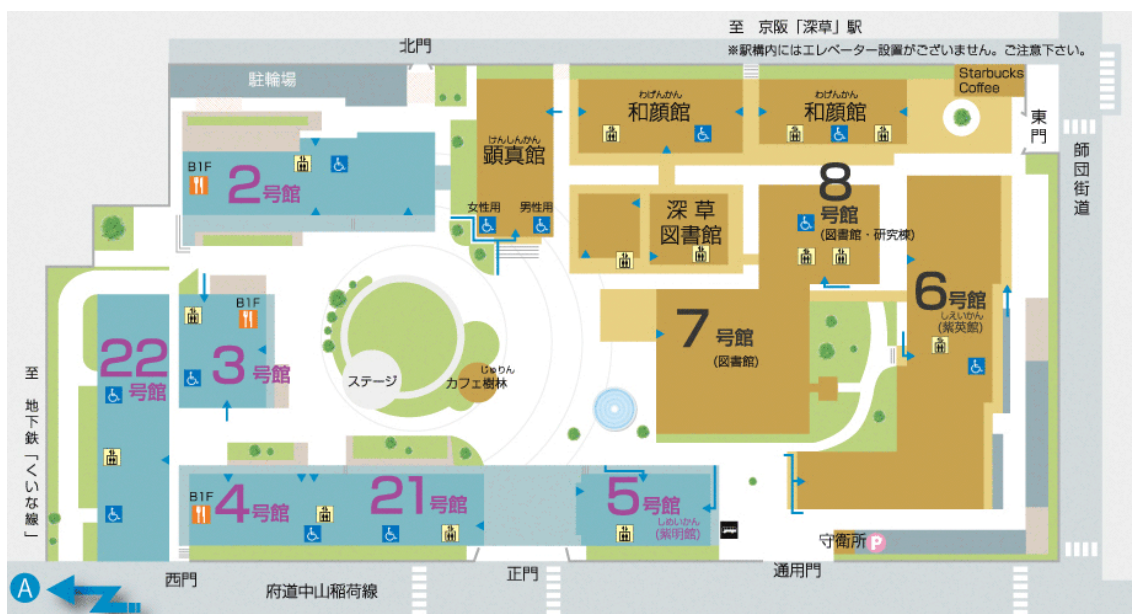 至　京阪「深草」駅
※駅構内にはエレベーター設置がございません。ご注意下さい。
北門
駐輪場
Starbucks
Coffee
わげんかん
和顔館
わげんかん
和顔館
東門
師団街道
けんしんかん
顕真館
女性用
男性用
B1F
2号館
深草
図書館
8
号館
(図書館・研究棟)
6
号館
しえいかん
(紫英館)
7号館
(図書館)
B1F
3号館
22
号館
ステージ
じゅりん
カフェ樹林
至　地下鉄「くいな線」
B1F
4号館
21号館
5号館
しめいかん
(紫明館)
守衛所
P
西門
正門
通用門
府道中山稲荷線
A